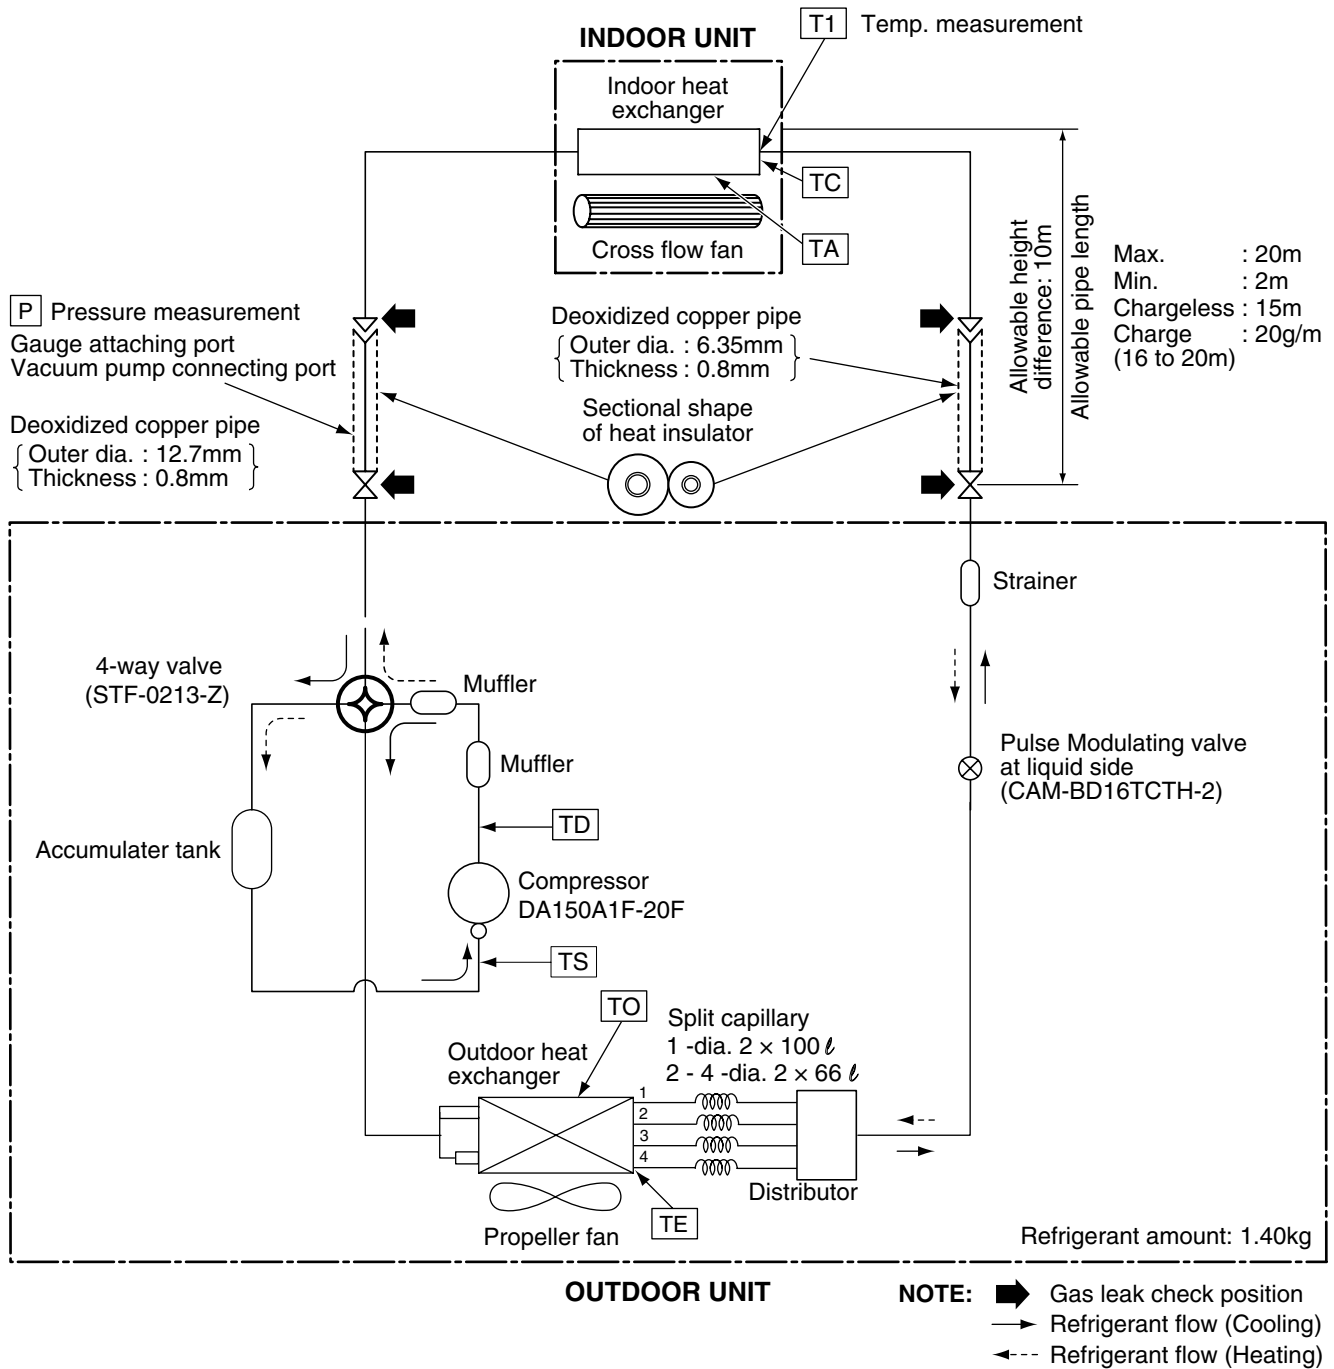 T1 Temp. measurement
INDOOR UNIT
Indoor heat
exchanger
TC
TA
Cross flow fan
Allowable height
difference: 10m
Allowable pipe length
Max. : 20m
Min. : 2m
Chargeless : 15m
Charge : 20g/m
(16 to 20m)
P Pressure measurement
Gauge attaching port
Vacuum pump connecting port
Deoxidized copper pipe
Outer dia. : 12.7mm
Thickness : 0.8mm
Deoxidized copper pipe
Outer dia. : 6.35mm
Thickness : 0.8mm
Sectional shape
of heat insulator
Strainer
4-way valve
(STF-0213-Z)
Muffler
Muffler
Pulse Modulating valve
at liquid side
(CAM-BD16TCTH-2)
TD
Accumulater tank
Compressor
DA150A1F-20F
TS
TO
Split capillary
1 -dia. 2 × 100 ℓ
2 - 4 -dia. 2 × 66 ℓ
Outdoor heat
exchanger
1
2
3
4
Distributor
TE
Propeller fan
Refrigerant amount: 1.40kg
OUTDOOR UNIT
NOTE: Gas leak check position
Refrigerant flow (Cooling)
Refrigerant flow (Heating)